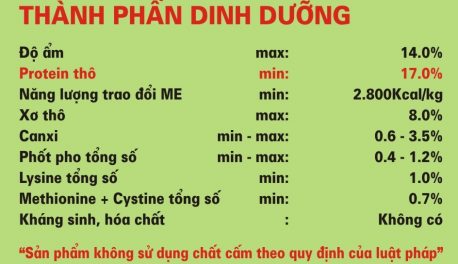 THÀNH PHẦN DINH DƯỠNG
Độ ẩm max: 14.0%
Protein thô min: 17.0%
Năng lượng trao đổi ME min: 2.800Kcal/kg
Xơ thô max: 8.0%
Canxi min - max: 0.6 - 3.5%
Phốt pho tổng số min - max: 0.4 - 1.2%
Lysine tổng số min: 1.0%
Methionine + Cystine tổng số min: 0.7%
Kháng sinh, hóa chất : Không có
“Sản phẩm không sử dụng chất cấm theo quy định của luật pháp”